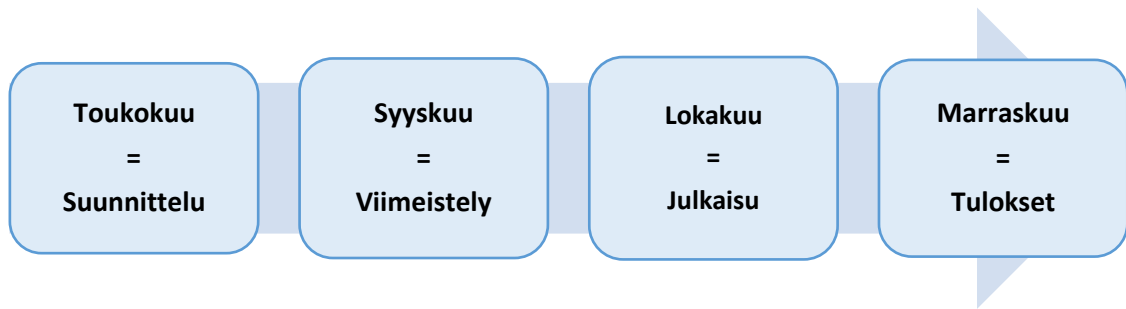 Toukokuu
=
Suunnittelu
Syyskuu
=
Viimeistely
Lokakuu
=
Julkaisu
Marraskuu
=
Tulokset